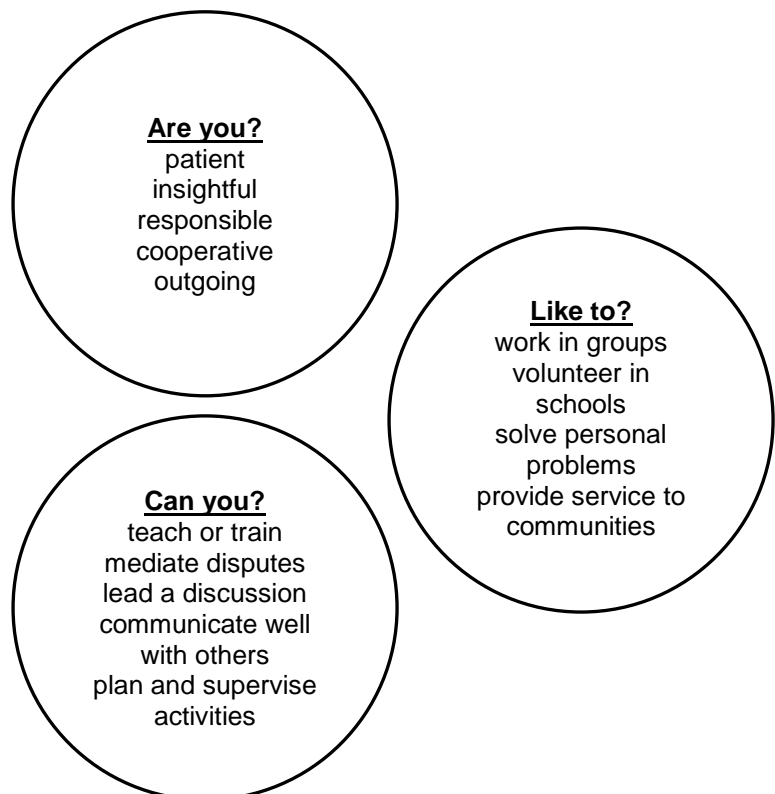 Are you?
patient
insightful
responsible
cooperative
outgoing
Like to?
work in groups
volunteer in
schools
solve personal
problems
provide service to
communities
Can you?
teach or train
mediate disputes
lead a discussion
communicate well
with others
plan and supervise
activities